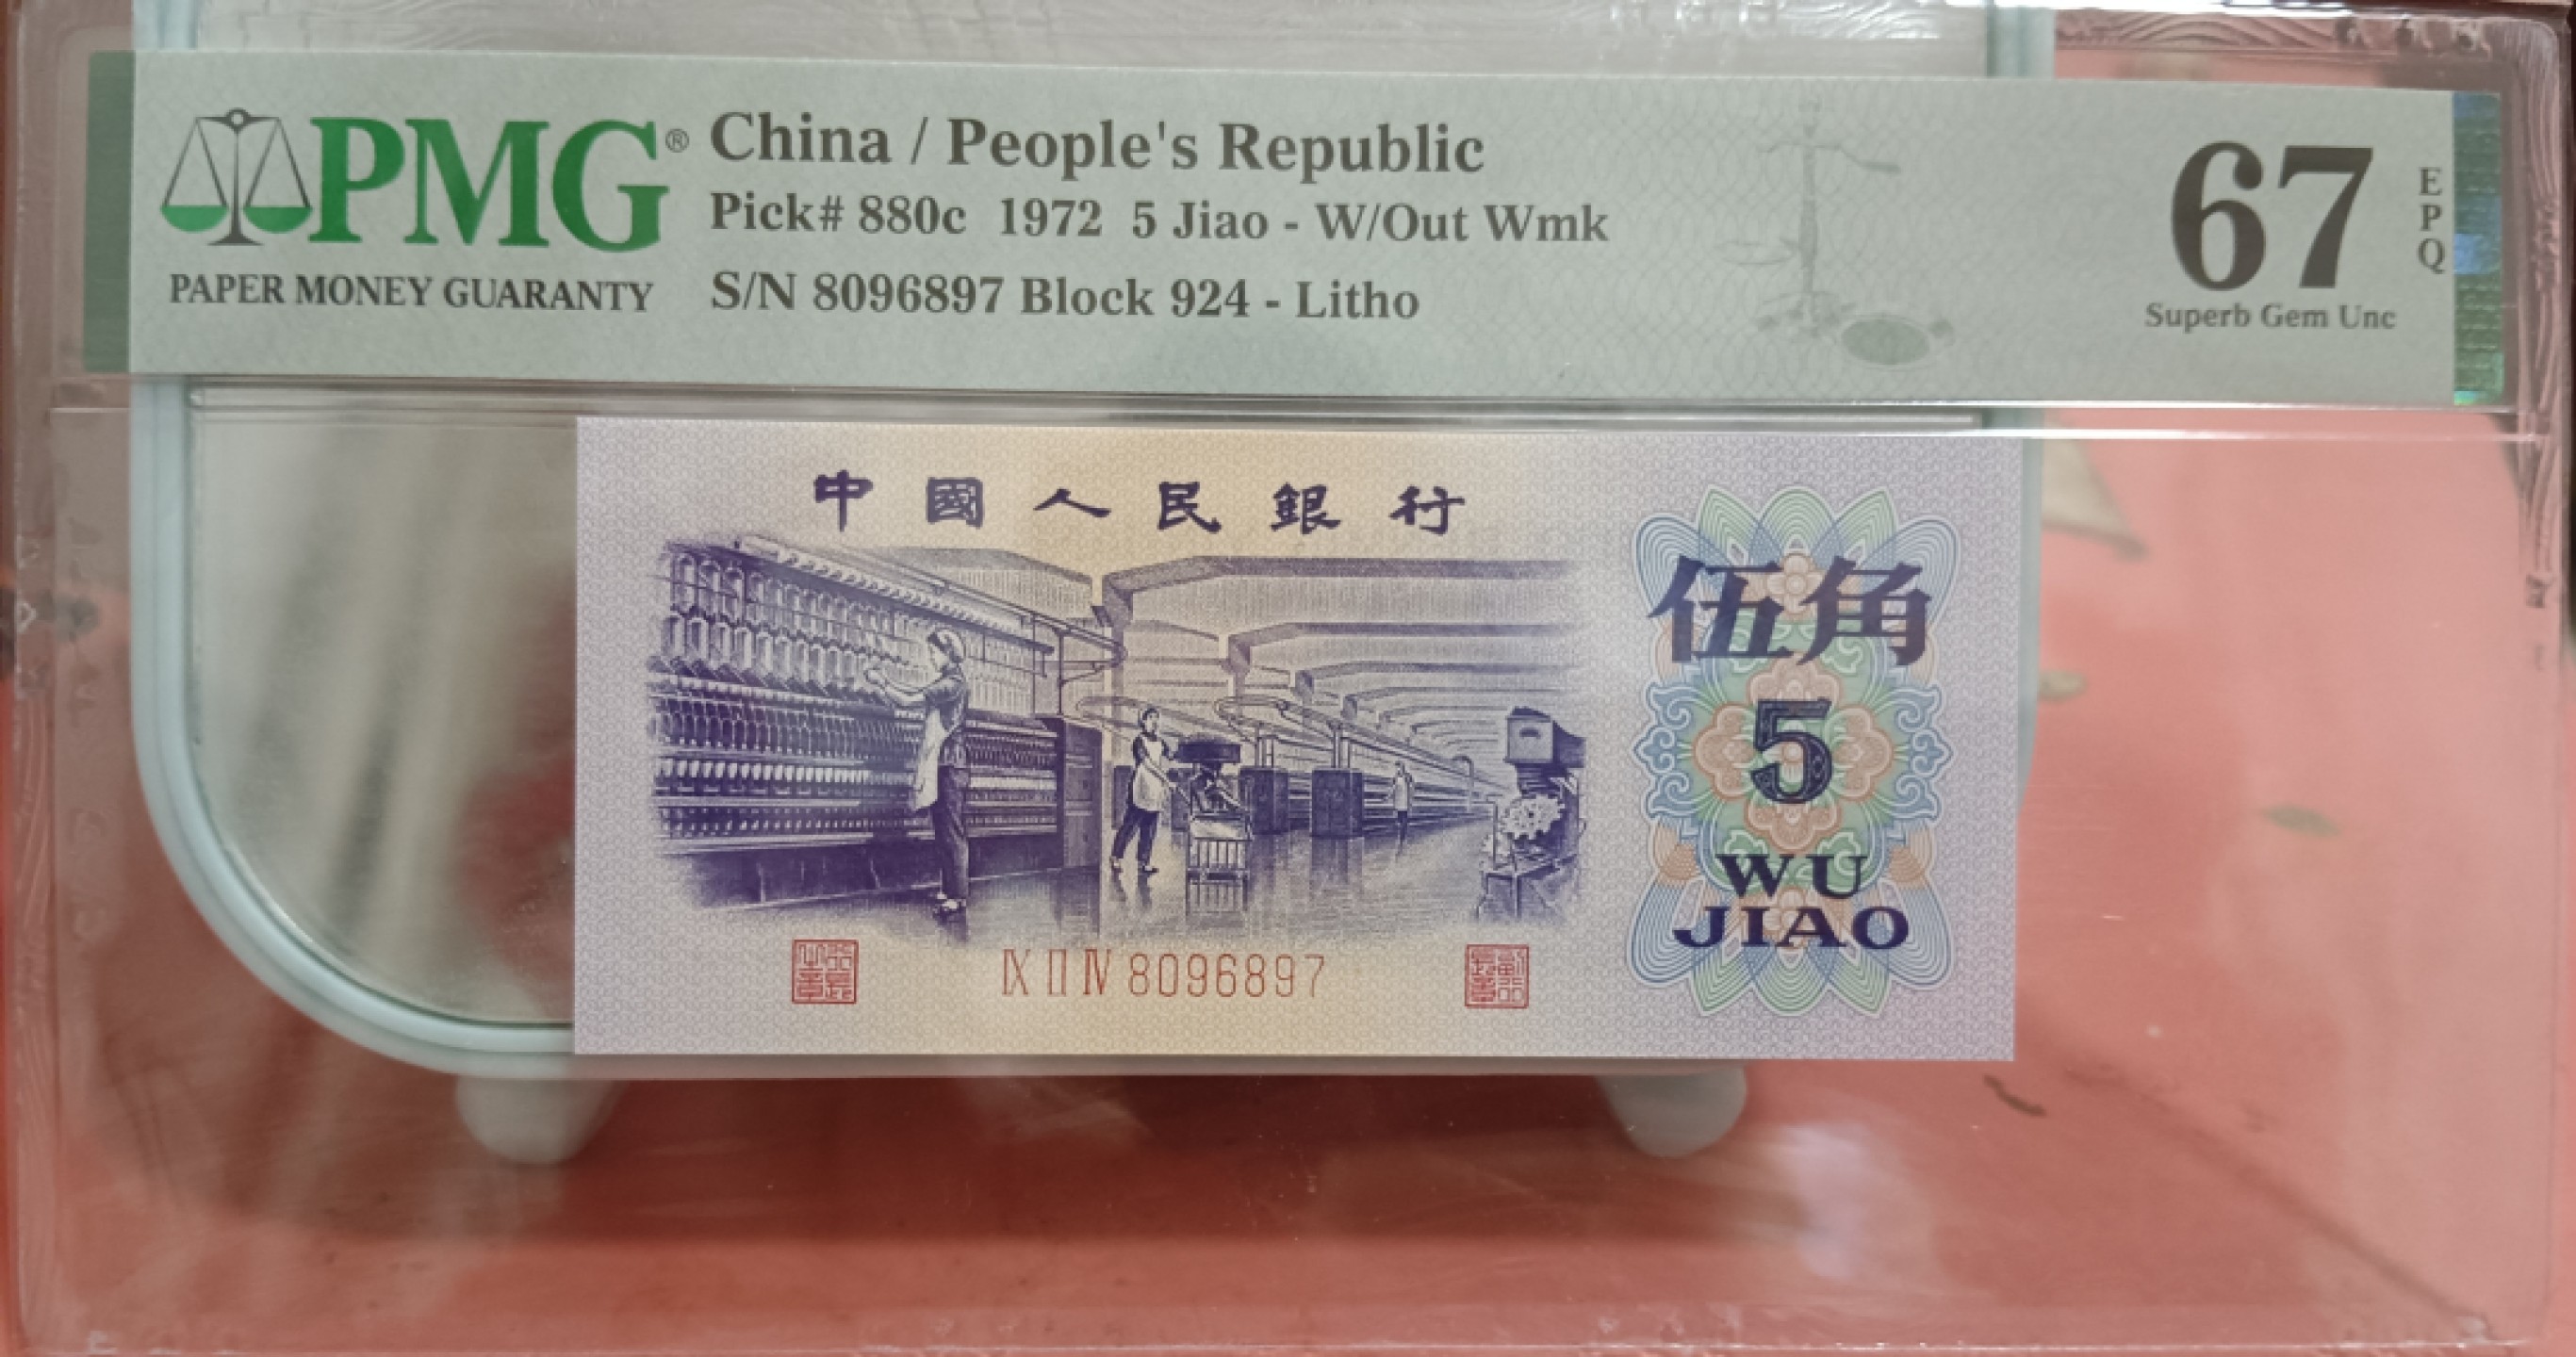 PMG®
PAPER MONEY GUARANTY
China / People's Republic
Pick# 880c 1972 5 Jiao - W/Out Wmk
S/N 8096897 Block 924 - Litho
67
EPQ
Superb Gem Unc
中國人民銀行
伍角
5
WU
JIAO
IX II IV 8096897